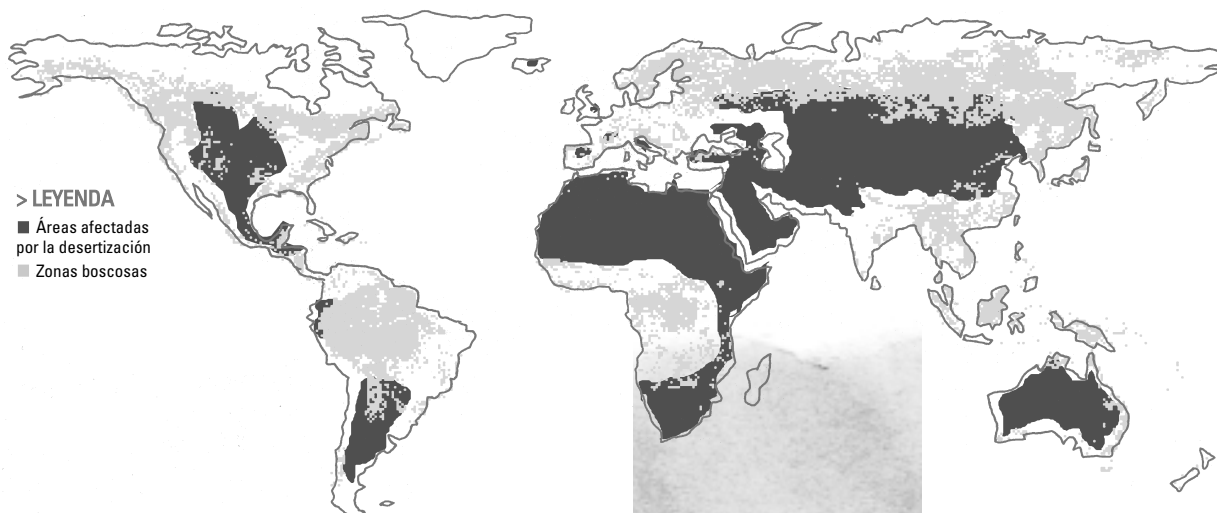 > LEYENDA
Áreas afectadas
por la desertización
Zonas boscosas